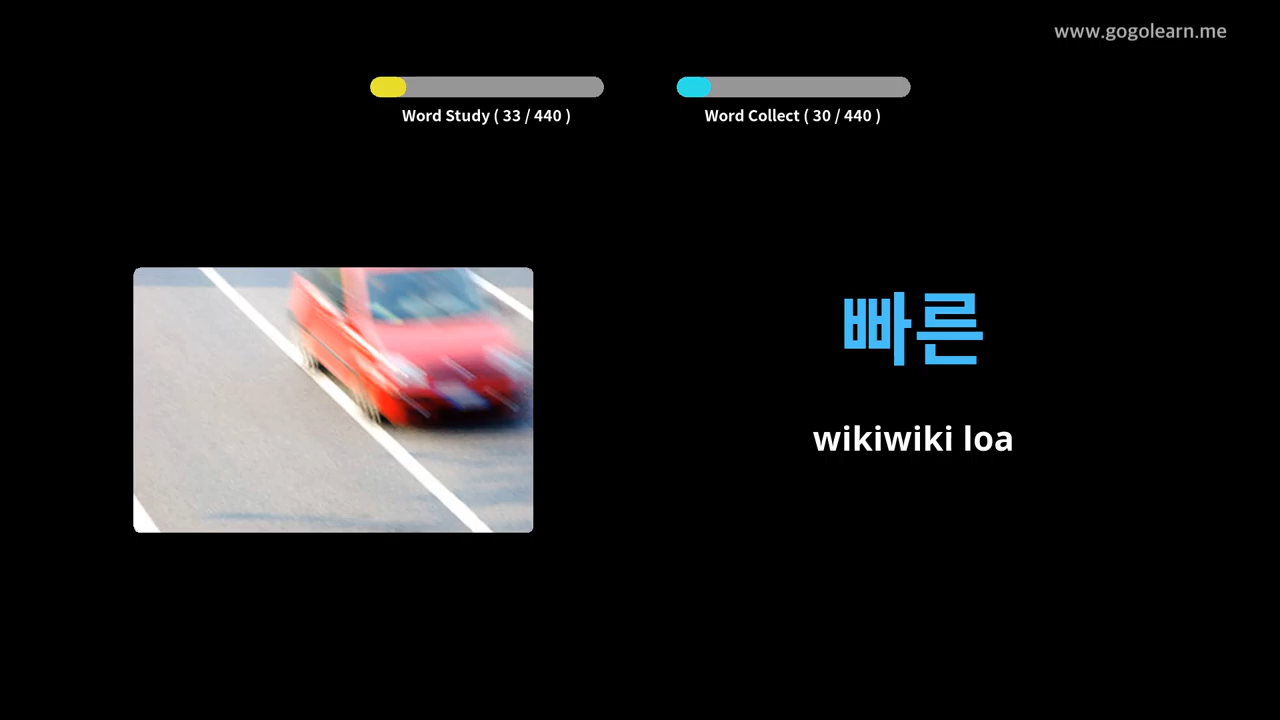 www.gogolearn.me
Word Study ( 33 / 440 )
Word Collect ( 30 / 440 )
빠른
wikiwiki loa